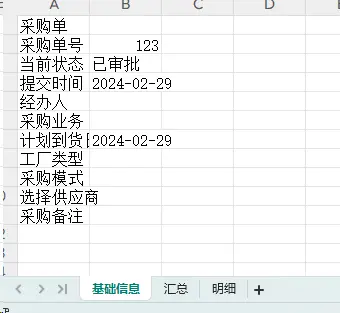 A B C D
采购单
采购单号 123
当前状态 已审批
提交时间 2024-02-29
经办人
采购业务
计划到货 2024-02-29
工厂类型
采购模式
选择供应商
采购备注
基础信息 汇总 明细 +